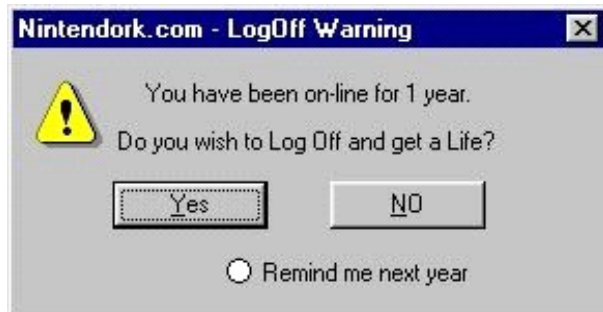 Nintendork.com - LogOff Warning
You have been on-line for 1 year.
Do you wish to Log Off and get a Life?
Yes NO
Remind me next year